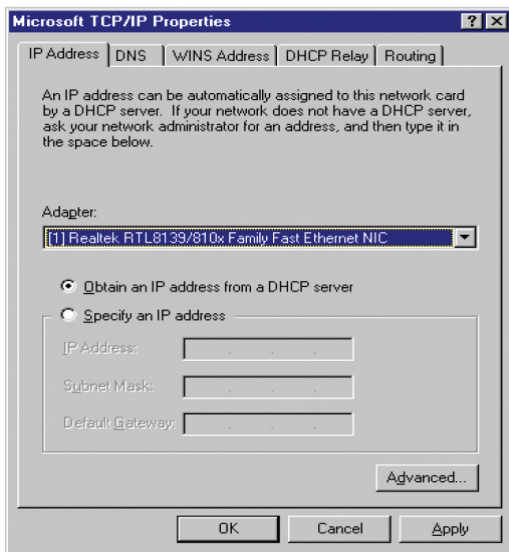 Microsoft TCP/IP Properties
? X
IP Address DNS WINS Address DHCP Relay Routing
An IP address can be automatically assigned to this network card
by a DHCP server. If your network does not have a DHCP server,
ask your network administrator for an address, and then type it in
the space below.
Adapter:
[1] Realtek RTL8139/810x Family Fast Ethernet NIC
Obtain an IP address from a DHCP server
Specify an IP address
IP Address:
Subnet Mask:
Default Gateway:
Advanced...
OK Cancel Apply